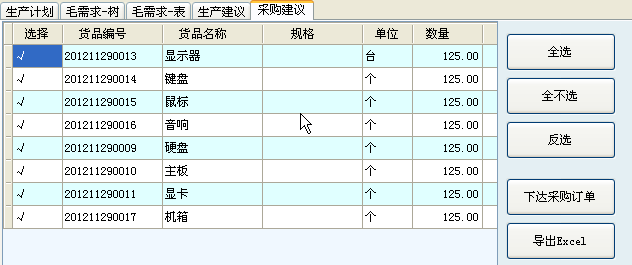 生产计划 毛需求-树 毛需求-表 生产建议 采购建议
选择 货品编号 货品名称 规格 单位 数量
√ 201211290013 显示器 台 125.00
√ 201211290014 键盘 个 125.00
√ 201211290015 鼠标 个 125.00
√ 201211290016 音响 个 125.00
√ 201211290009 硬盘 个 125.00
√ 201211290010 主板 个 125.00
√ 201211290011 显卡 个 125.00
√ 201211290017 机箱 个 125.00
全选
全不选
反选
下达采购订单
导出Excel